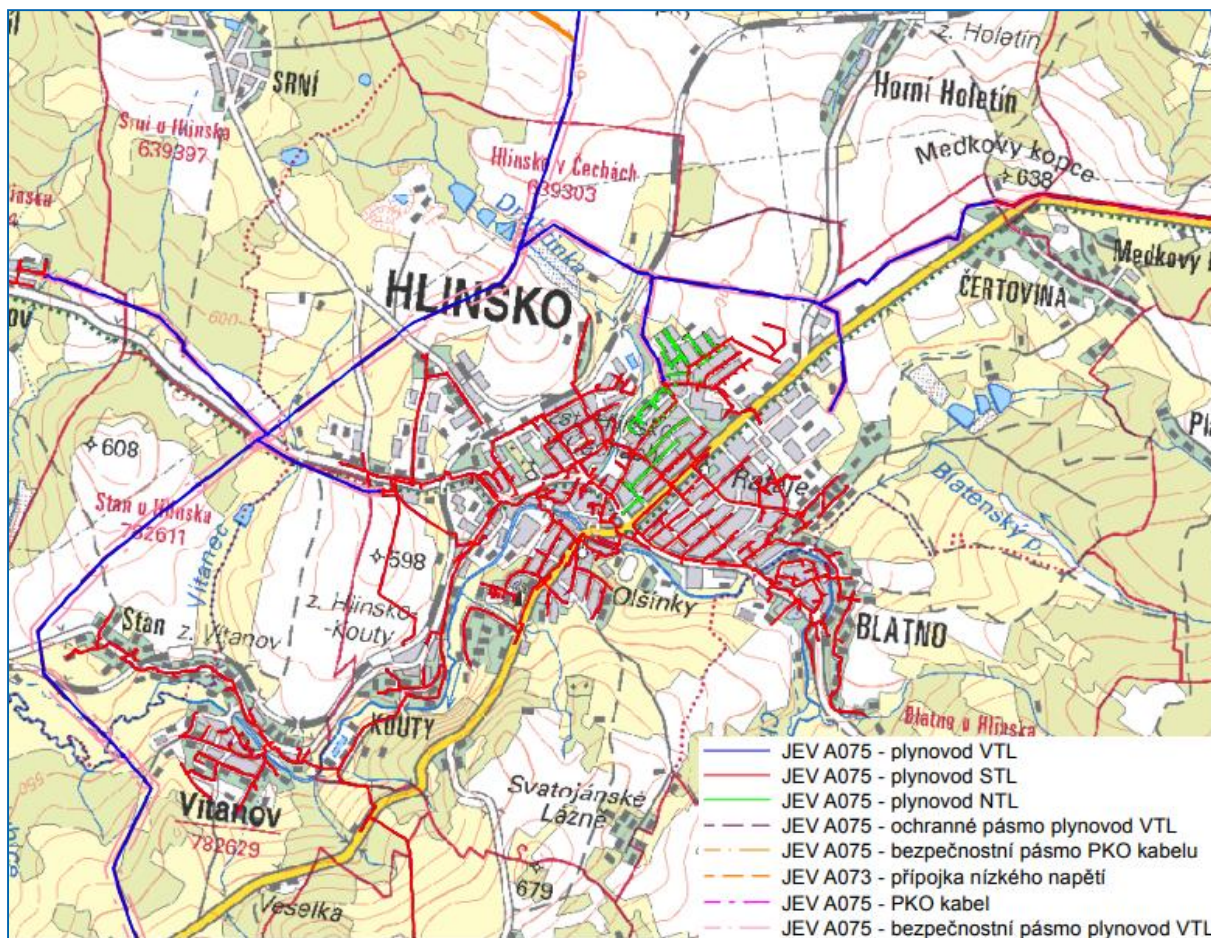 z. Holetín
SRNÍ
Horní Holetín
Srní u Hlinska
639397
Hlinsko v Čechách
639303
Medkovy kopce
638
Drachtinka
HLINSKO
Medkovy
ČERTOVINA
600
608
Rataje
Stan u Hlinska
782611
Blatenský p.
Vítanec
598
z. Hlinsko
-Kouty
Olšinky
Stan
z. Vítanov
BLATNO
KOUTY
Blatno u Hlinska
Svatojánské
Lázně
Vítanov
782629
679
Veselka
JEV A075 - plynovod VTL
JEV A075 - plynovod STL
JEV A075 - plynovod NTL
JEV A075 - ochranné pásmo plynovod VTL
JEV A075 - bezpečnostní pásmo PKO kabelu
JEV A073 - přípojka nízkého napětí
JEV A075 - PKO kabel
JEV A075 - bezpečnostní pásmo plynovod VTL